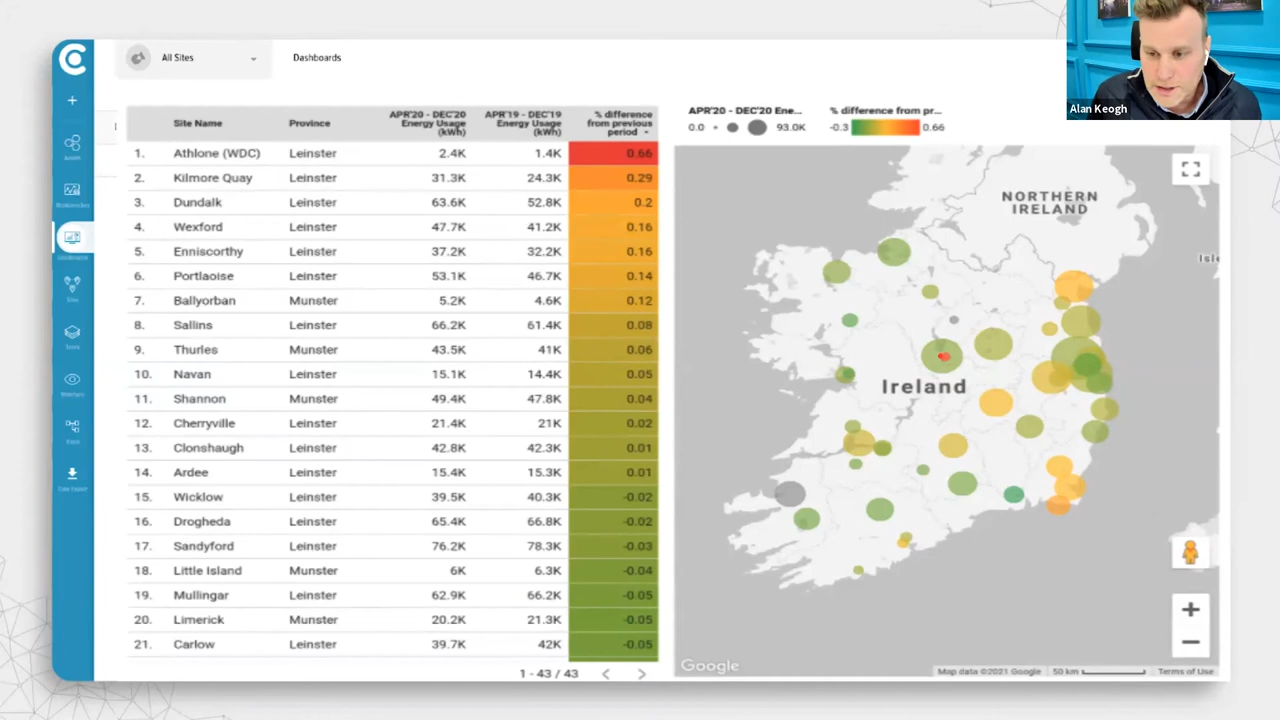 All Sites
Dashboards
Alan Keogh
Site Name Province APR'20 - DEC'20 Energy Usage (kWh) APR'19 - DEC'19 Energy Usage (kWh) % difference from previous period
1. Athlone (WDC) Leinster 2.4K 1.4K 0.66
2. Kilmore Quay Leinster 31.3K 24.3K 0.29
3. Dundalk Leinster 63.6K 52.8K 0.2
4. Wexford Leinster 47.7K 41.2K 0.16
5. Enniscorthy Leinster 37.2K 32.2K 0.16
6. Portlaoise Leinster 53.1K 46.7K 0.14
7. Ballyorban Munster 5.2K 4.6K 0.12
8. Sallins Leinster 66.2K 61.4K 0.08
9. Thurles Munster 43.5K 41K 0.06
10. Navan Leinster 15.1K 14.4K 0.05
11. Shannon Munster 49.4K 47.8K 0.04
12. Cherryville Leinster 21.4K 21K 0.02
13. Clonshaugh Leinster 42.8K 42.3K 0.01
14. Ardee Leinster 15.4K 15.3K 0.01
15. Wicklow Leinster 39.5K 40.3K -0.02
16. Drogheda Leinster 65.4K 66.8K -0.02
17. Sandyford Leinster 76.2K 78.3K -0.03
18. Little Island Munster 6K 6.3K -0.04
19. Mullingar Leinster 62.9K 66.2K -0.05
20. Limerick Munster 20.2K 21.3K -0.05
21. Carlow Leinster 39.7K 42K -0.05
1 - 43 / 43
APR'20 - DEC'20 Ene...
0.0 93.0K
% difference from pr...
-0.3 0.66
NORTHERN
IRELAND
Isle
Ireland
Google
Map data ©2021 Google 50 km Terms of Use